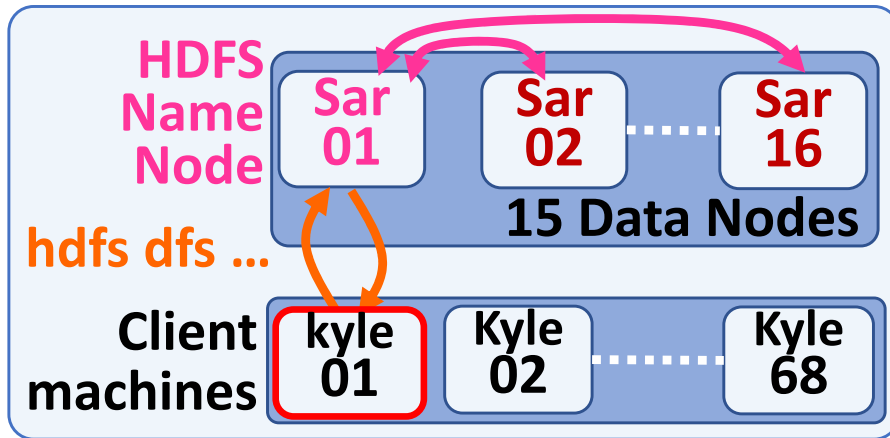 HDFS
Name
Node
Sar
01
Sar
02
Sar
16
15 Data Nodes
hdfs dfs ...
Client
machines
kyle
01
Kyle
02
Kyle
68